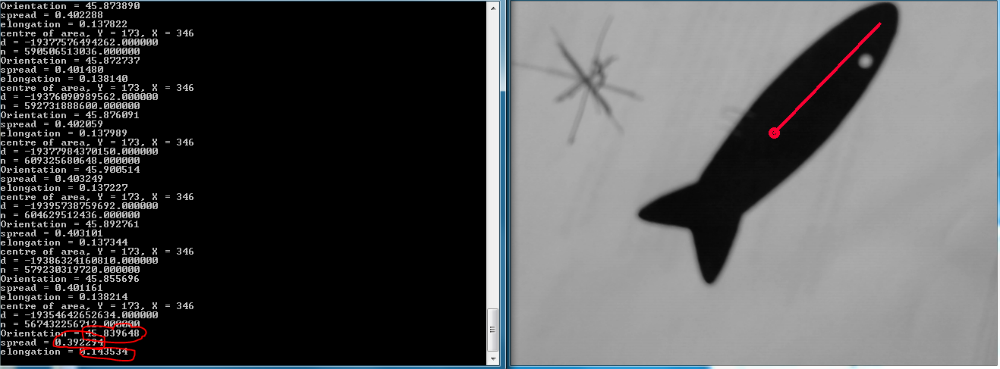 Orientation = 45.873890
spread = 0.402288
elongation = 0.137822
centre of area, Y = 173, X = 346
d = -19377576494262.000000
n = 590506513036.000000
Orientation = 45.872737
spread = 0.401480
elongation = 0.138140
centre of area, Y = 173, X = 346
d = -19376090989562.000000
n = 592731888600.000000
Orientation = 45.876091
spread = 0.402059
elongation = 0.137989
centre of area, Y = 173, X = 346
d = -19377984370150.000000
n = 609325680648.000000
Orientation = 45.900514
spread = 0.403249
elongation = 0.137227
centre of area, Y = 173, X = 346
d = -19395738759692.000000
n = 604629512436.000000
Orientation = 45.892761
spread = 0.403101
elongation = 0.137344
centre of area, Y = 173, X = 346
d = -19386324160810.000000
n = 579230319720.000000
Orientation = 45.855696
spread = 0.401161
elongation = 0.138214
centre of area, Y = 173, X = 346
d = -19354642652634.000000
n = 567432256712.000000
Orientation = 45.839648
spread = 0.392294
elongation = 0.143534